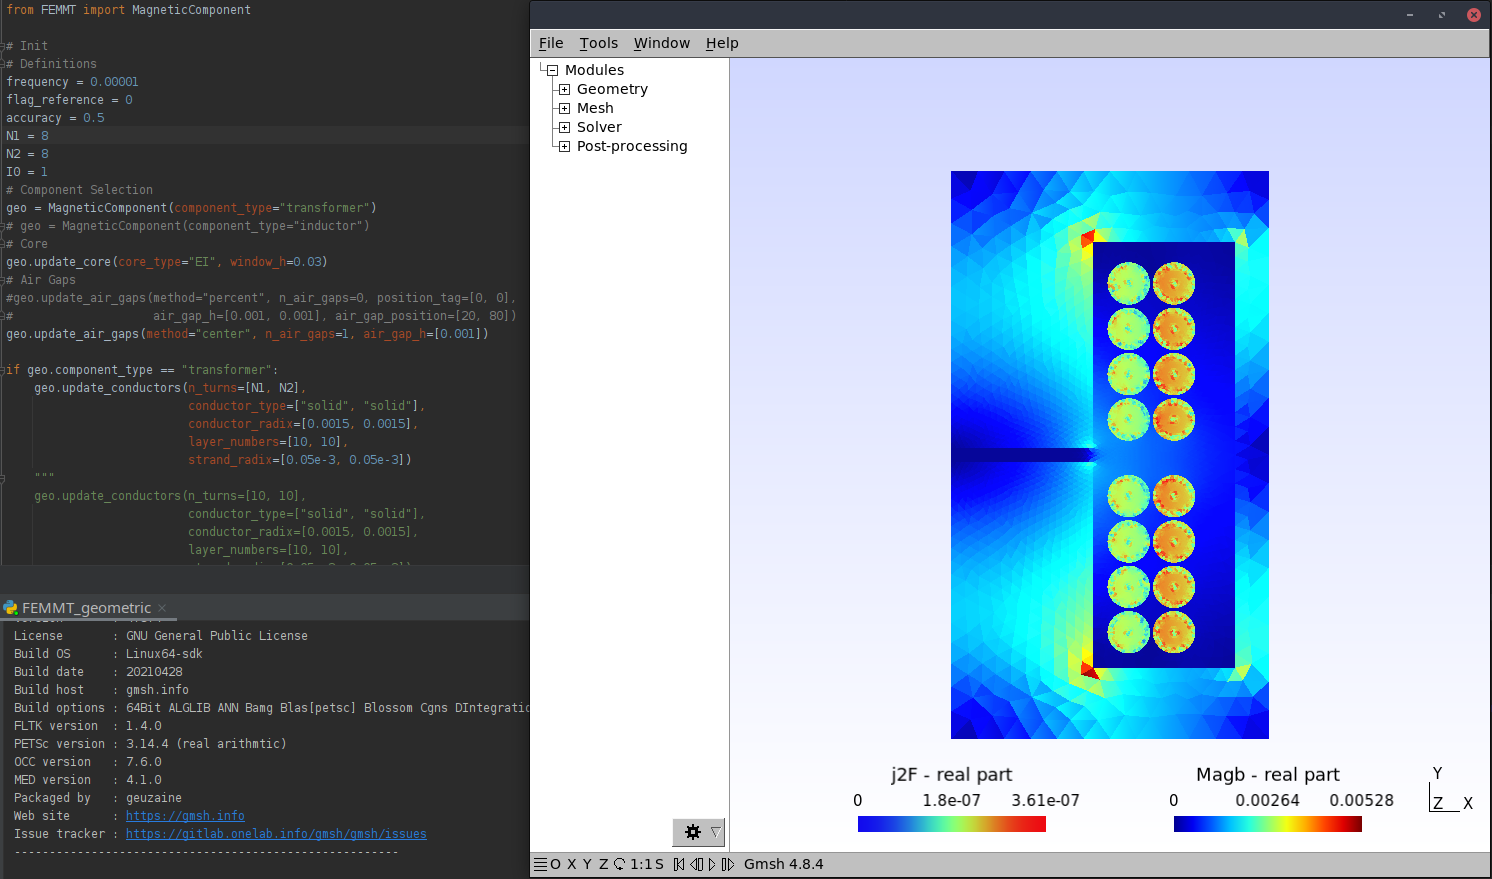 from FEMMT import MagneticComponent
# Init
# Definitions
frequency = 0.00001
flag_reference = 0
accuracy = 0.5
N1 = 8
N2 = 8
I0 = 1
# Component Selection
geo = MagneticComponent(component_type="transformer")
# geo = MagneticComponent(component_type="inductor")
# Core
geo.update_core(core_type="EI", window_h=0.03)
# Air Gaps
#geo.update_air_gaps(method="percent", n_air_gaps=0, position_tag=[0, 0],
# air_gap_h=[0.001, 0.001], air_gap_position=[20, 80])
geo.update_air_gaps(method="center", n_air_gaps=1, air_gap_h=[0.001])
if geo.component_type == "transformer":
geo.update_conductors(n_turns=[N1, N2],
conductor_type=["solid", "solid"],
conductor_radix=[0.0015, 0.0015],
layer_numbers=[10, 10],
strand_radix=[0.05e-3, 0.05e-3])
"""
geo.update_conductors(n_turns=[10, 10],
conductor_type=["solid", "solid"],
conductor_radix=[0.0015, 0.0015],
layer_numbers=[10, 10],
FEMMT_geometric ×
License : GNU General Public License
Build OS : Linux64-sdk
Build date : 20210428
Build host : gmsh.info
Build options : 64Bit ALGLIB ANN Bamg Blas[petsc] Blossom Cgns DIntegratio
FLTK version : 1.4.0
PETSc version : 3.14.4 (real arithmtic)
OCC version : 7.6.0
MED version : 4.1.0
Packaged by : geuzaine
Web site : https://gmsh.info
Issue tracker : https://gitlab.onelab.info/gmsh/gmsh/issues
-------------------------------------------------------
File Tools Window Help
Modules
Geometry
Mesh
Solver
Post-processing
j2F - real part
0 1.8e-07 3.61e-07
Magb - real part
0 0.00264 0.00528
Y
Z X
O X Y Z 1:1 S Gmsh 4.8.4